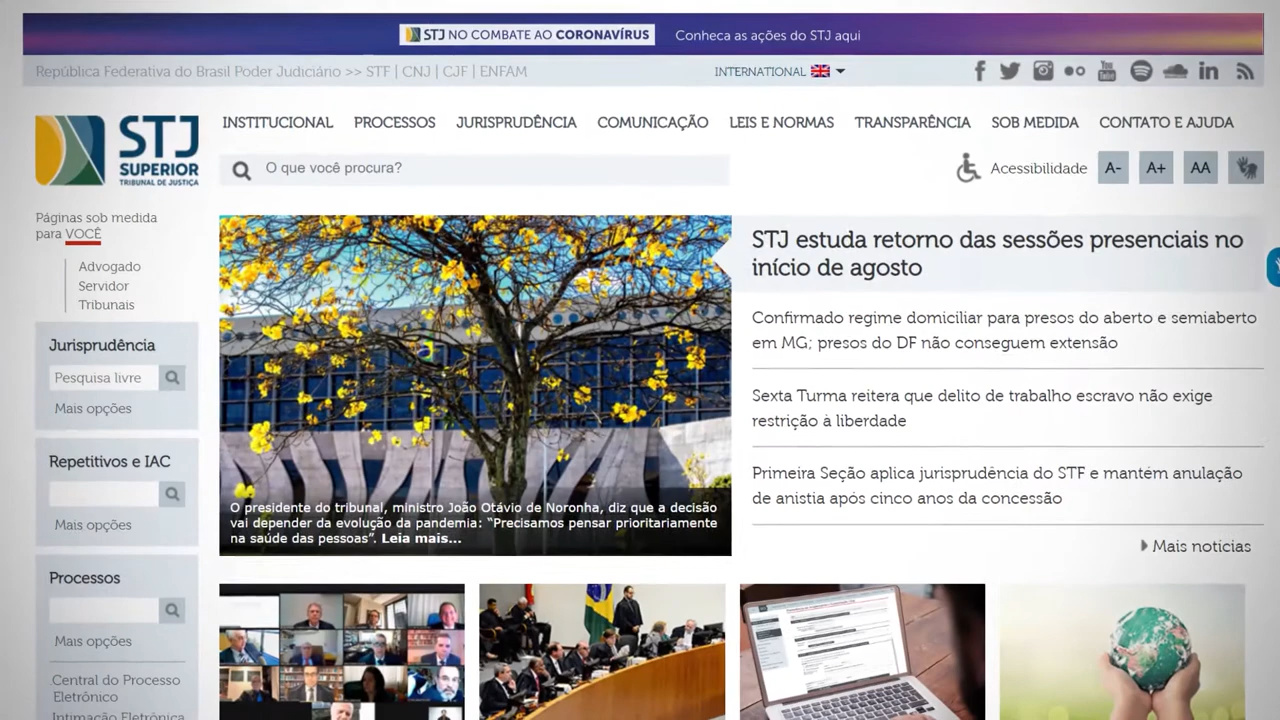 STJ NO COMBATE AO CORONAVÍRUS
Conheca as ações do STJ aqui
República Federativa do Brasil Poder Judiciário >> STF | CNJ | CJF | ENFAM
INTERNATIONAL
You Tube
STJ
SUPERIOR
TRIBUNAL DE JUSTIÇA
INSTITUCIONAL PROCESSOS JURISPRUDÊNCIA COMUNICAÇÃO LEIS E NORMAS TRANSPARÊNCIA SOB MEDIDA CONTATO E AJUDA
O que você procura?
Acessibilidade A- A+ AA
Páginas sob medida
para VOCÊ
Advogado
Servidor
Tribunais
Jurisprudência
Pesquisa livre
Mais opções
Repetitivos e IAC
Mais opções
Processos
Mais opções
Central do Processo
Eletrônico
Intimação Eletrônica
O presidente do tribunal, ministro João Otávio de Noronha, diz que a decisão
vai depender da evolução da pandemia: “Precisamos pensar prioritariamente
na saúde das pessoas”. Leia mais...
STJ estuda retorno das sessões presenciais no
início de agosto
Confirmado regime domiciliar para presos do aberto e semiaberto
em MG; presos do DF não conseguem extensão
Sexta Turma reitera que delito de trabalho escravo não exige
restrição à liberdade
Primeira Seção aplica jurisprudência do STF e mantém anulação
de anistia após cinco anos da concessão
Mais notícias